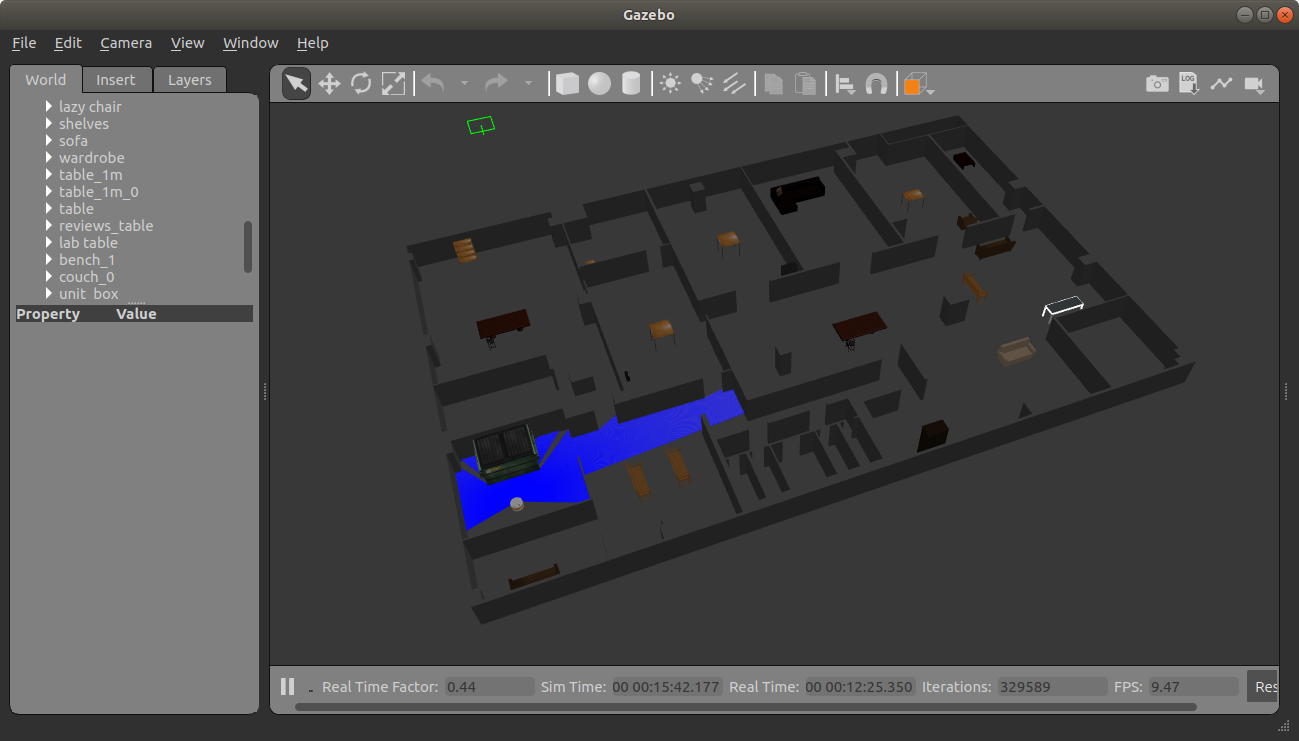 Gazebo
File Edit Camera View Window Help
World Insert Layers
lazy chair
shelves
sofa
wardrobe
table_1m
table_1m_0
table
reviews_table
lab table
bench_1
couch_0
unit_box
Property Value
LOG
Real Time Factor: 0.44 Sim Time: 00 00:15:42.177 Real Time: 00 00:12:25.350 Iterations: 329589 FPS: 9.47 Res